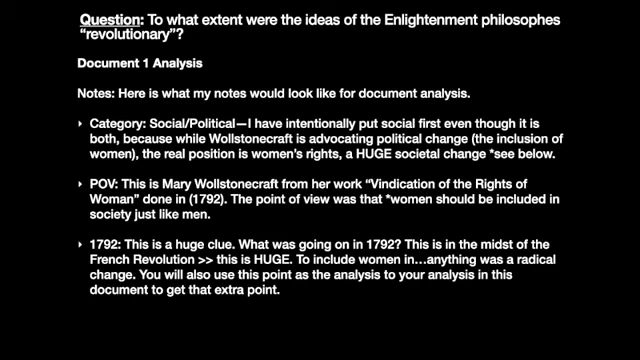 Question: To what extent were the ideas of the Enlightenment philosophes
“revolutionary”?
Document 1 Analysis
Notes: Here is what my notes would look like for document analysis.
‣ Category: Social/Political—I have intentionally put social first even though it is
both, because while Wollstonecraft is advocating political change (the inclusion of
women), the real position is women’s rights, a HUGE societal change *see below.
‣ POV: This is Mary Wollstonecraft from her work “Vindication of the Rights of
Woman” done in (1792). The point of view was that *women should be included in
society just like men.
‣ 1792: This is a huge clue. What was going on in 1792? This is in the midst of the
French Revolution >> this is HUGE. To include women in…anything was a radical
change. You will also use this point as the analysis to your analysis in this
document to get that extra point.